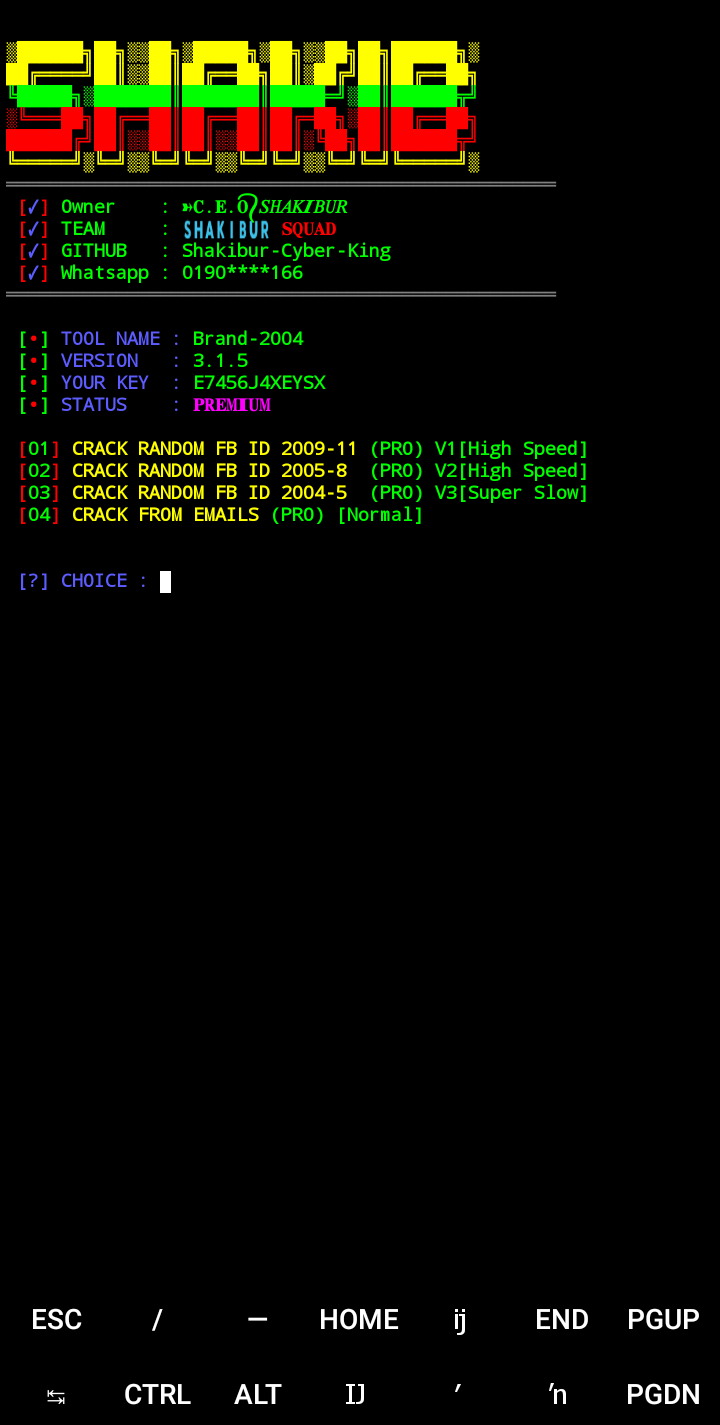 SHAKIB
[✓] Owner : ➽𝐂.𝐄.𝐎᭄𝑆𝐻𝐴𝐾𝐼𝐵𝑈𝑅
[✓] TEAM : SHAKIBUR 𝐒𝐐𝐔𝐀𝐃
[✓] GITHUB : Shakibur-Cyber-King
[✓] Whatsapp : 0190****166
[•] TOOL NAME : Brand-2004
[•] VERSION : 3.1.5
[•] YOUR KEY : E7456J4XEYSX
[•] STATUS : 𝐏𝐑𝐄𝐌𝐈𝐔𝐌
[01] CRACK RANDOM FB ID 2009-11 (PRO) V1[High Speed]
[02] CRACK RANDOM FB ID 2005-8 (PRO) V2[High Speed]
[03] CRACK RANDOM FB ID 2004-5 (PRO) V3[Super Slow]
[04] CRACK FROM EMAILS (PRO) [Normal]
[?] CHOICE :
ESC / — HOME ĳ END PGUP
↹ CTRL ALT Ĳ ʼ ŉ PGDN